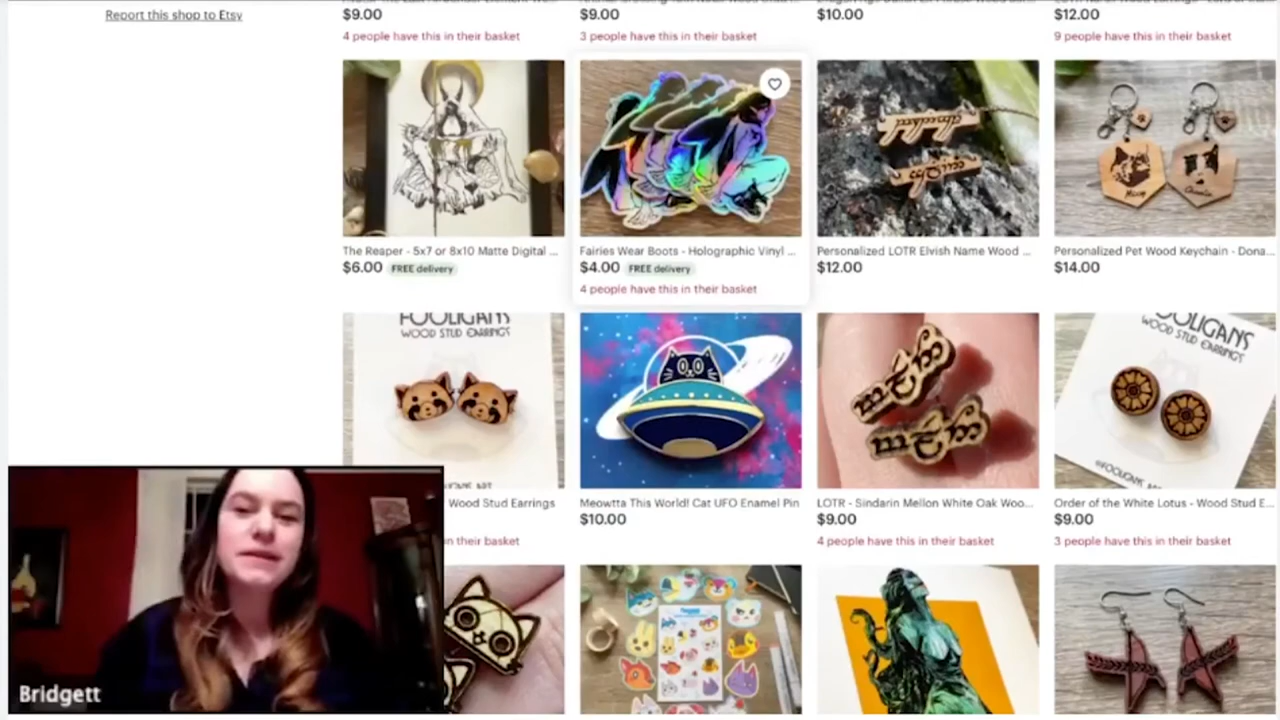 Report this shop to Etsy
$9.00
$9.00
$10.00
$12.00
4 people have this in their basket
3 people have this in their basket
9 people have this in their basket
The Reaper - 5x7 or 8x10 Matte Digital ...
Fairies Wear Boots - Holographic Vinyl ...
Personalized LOTR Elvish Name Wood ...
Personalized Pet Wood Keychain - Dona...
$6.00 FREE delivery
$4.00 FREE delivery
$12.00
$14.00
4 people have this in their basket
FOOLIGANS
WOOD STUD EARRINGS
FOOLIGANS
WOOD STUD EARRINGS
Wood Stud Earrings
Meowtta This World! Cat UFO Enamel Pin
LOTR - Sindarin Mellon White Oak Woo...
Order of the White Lotus - Wood Stud E...
$10.00
$9.00
$9.00
in their basket
4 people have this in their basket
3 people have this in their basket
Bridgett